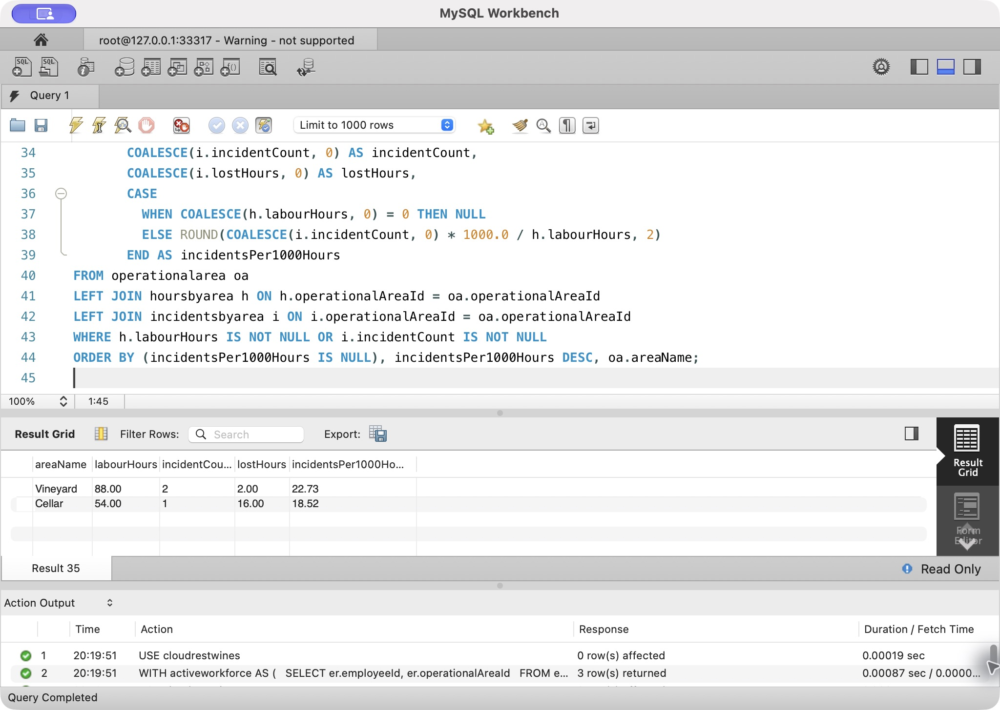 MySQL Workbench
root@127.0.0.1:33317 - Warning - not supported
SQL SQL f()
Query 1
Limit to 1000 rows
34 COALESCE(i.incidentCount, 0) AS incidentCount,
35 COALESCE(i.lostHours, 0) AS lostHours,
36 CASE
37 WHEN COALESCE(h.labourHours, 0) = 0 THEN NULL
38 ELSE ROUND(COALESCE(i.incidentCount, 0) * 1000.0 / h.labourHours, 2)
39 END AS incidentsPer1000Hours
40 FROM operationalarea oa
41 LEFT JOIN hoursbyarea h ON h.operationalAreaId = oa.operationalAreaId
42 LEFT JOIN incidentsbyarea i ON i.operationalAreaId = oa.operationalAreaId
43 WHERE h.labourHours IS NOT NULL OR i.incidentCount IS NOT NULL
44 ORDER BY (incidentsPer1000Hours IS NULL), incidentsPer1000Hours DESC, oa.areaName;
45
100% 1:45
Result Grid Filter Rows: Search Export:
areaName labourHours incidentCou... lostHours incidentsPer1000Ho...
Vineyard 88.00 2 2.00 22.73
Cellar 54.00 1 16.00 18.52
Result
Grid
Form
Editor
Result 35 Read Only
Action Output
Time Action Response Duration / Fetch Time
1 20:19:51 USE cloudrestwines 0 row(s) affected 0.00019 sec
2 20:19:51 WITH activeworkforce AS ( SELECT er.employeeId, er.operationalAreaId FROM e... 3 row(s) returned 0.00087 sec / 0.0000...
Query Completed